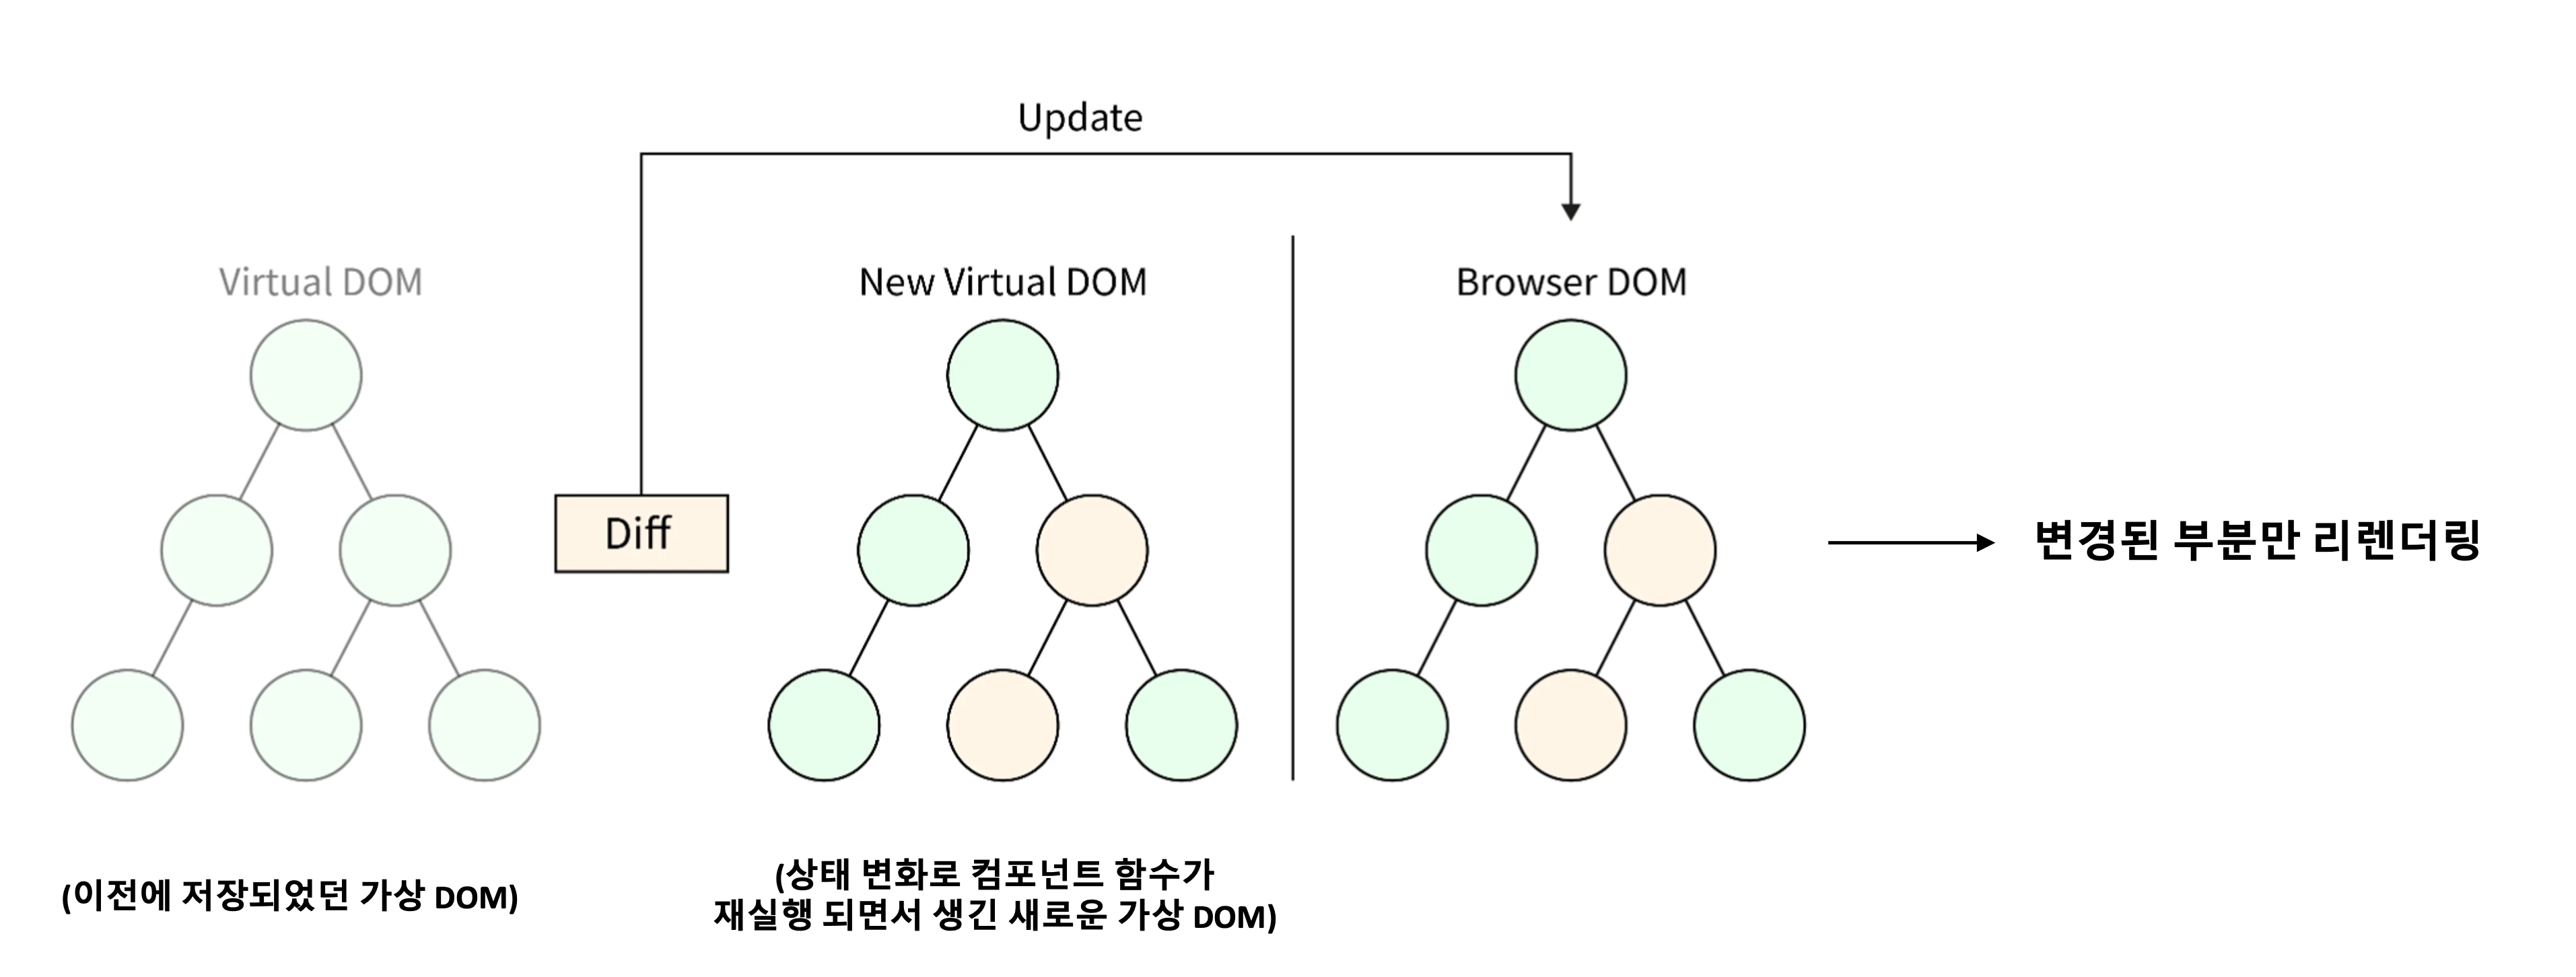 Update
Virtual DOM
New Virtual DOM
Browser DOM
Diff
변경된 부분만 리렌더링
(이전에 저장되었던 가상 DOM)
(상태 변화로 컴포넌트 함수가
재실행 되면서 생긴 새로운 가상 DOM)